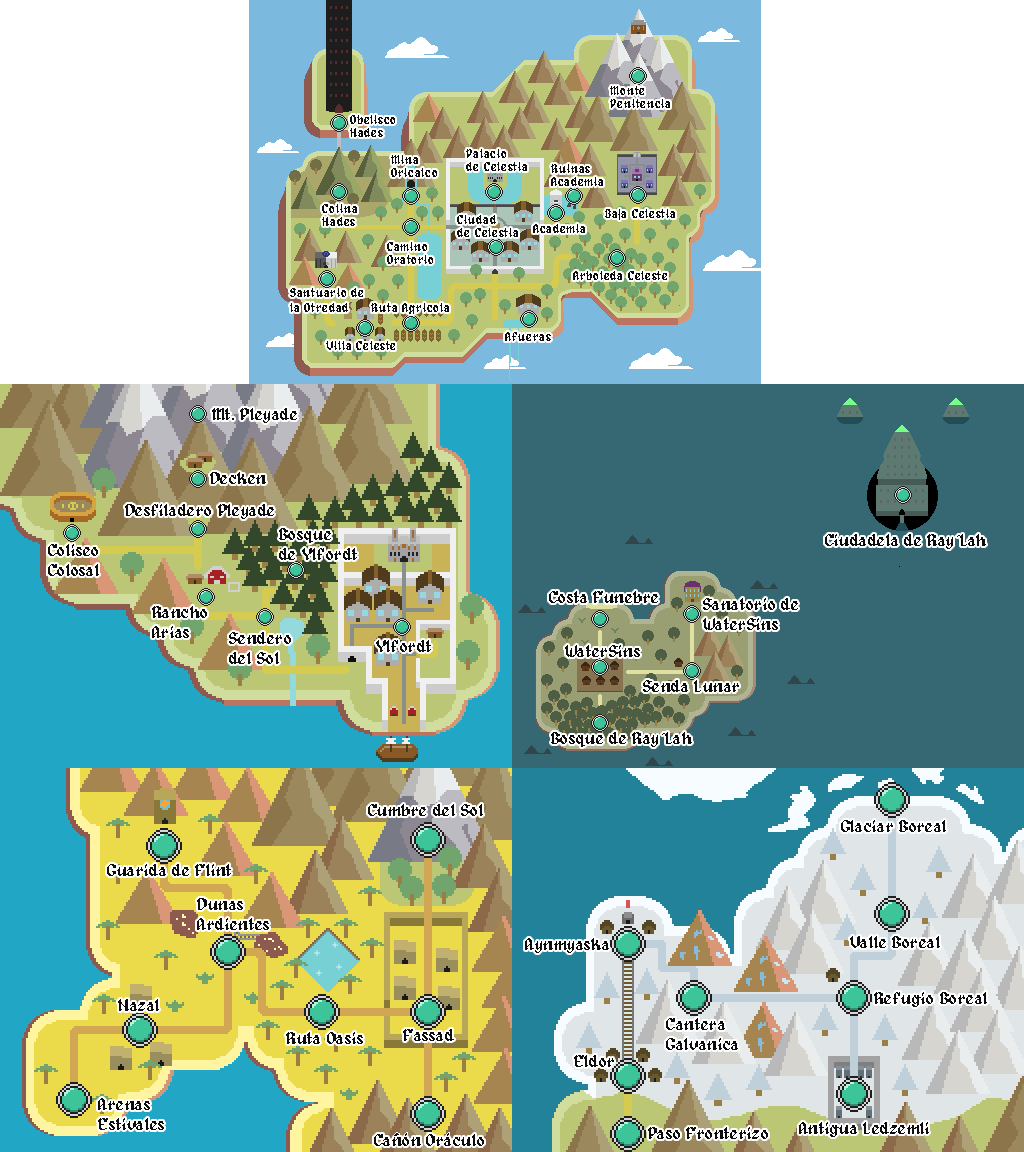 Obelisco
Hades
Monte
Penitencia
Mina
Oricalco
Palacio
de Celestia
Ruinas
Academia
Colina
Hades
Ciudad
de Celestia
Academia
Baja Celestia
Camino
Oratorio
Arboleda Celeste
Santuario de
la Otredad
Ruta Agricola
Villa Celeste
Afueras
Mt. Pleyade
Decken
Desfiladero Pleyade
Coliseo
Colosal
Bosque
de Ylfordt
Rancho
Arias
Sendero
del Sol
Ylfordt
Ciudadela de Ray'Lah
Costa Funebre
Sanatorio de
WaterSins
WaterSins
Senda Lunar
Bosque de Ray'Lah
Cumbre del Sol
Guarida de Flint
Dunas
Ardientes
Nazal
Ruta Oasis
Fassad
Arenas
Estivales
Cañón Oráculo
Glaciar Boreal
Aynmyaska
Valle Boreal
Cantera
Galvanica
Refugio Boreal
Eldor
Paso Fronterizo
Antigua Ledzemli